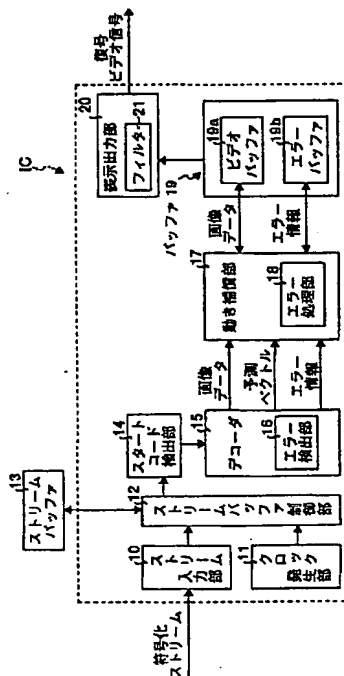 符号化
ストリーム
10
ストリーム
入力部
11
クロック
発生部
12
ストリームバッファ制御部
13
ストリーム
バッファ
14
スタート
コード
検出部
15
デコーダ
16
エラー
検出部
画像
データ
予測
ベクトル
エラー
情報
17
動き補償部
18
エラー
処理部
画像
データ
エラー
情報
バッファ 19
19a
ビデオ
バッファ
19b
エラー
バッファ
20
表示出力部
21
フィルター
復号
ビデオ信号
IC